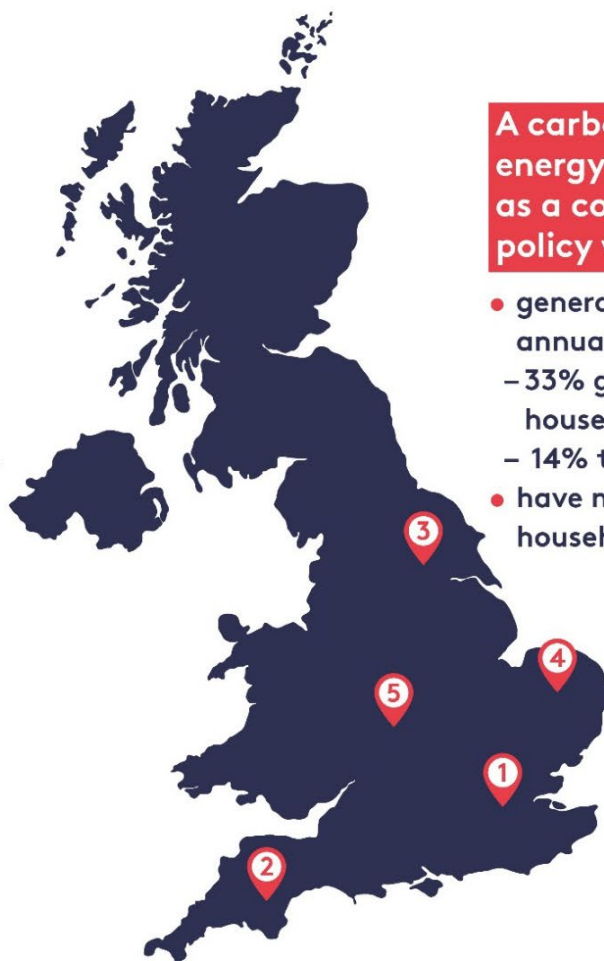 A carb
energy
as a co
policy
• genera
annua
– 33% g
house
– 14% t
• have n
househ
3
4
5
1
2